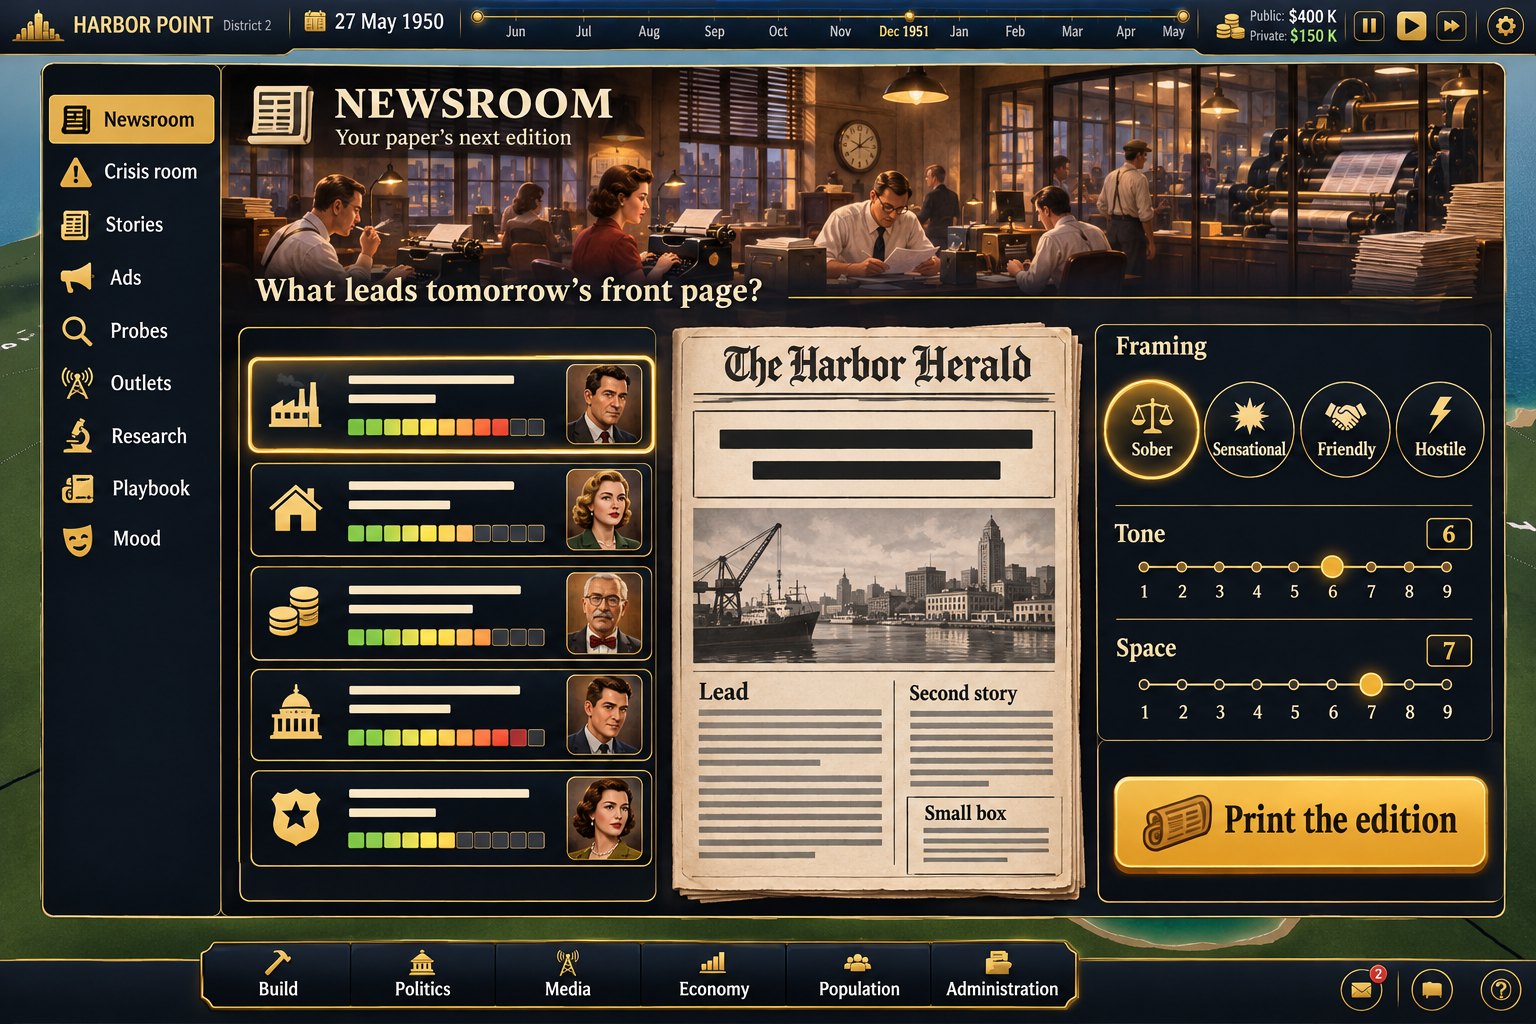 HARBOR POINT District 2
27 May 1950
Jun Jul Aug Sep Oct Nov Dec 1951 Jan Feb Mar Apr May
Public: $400 K
Private: $150 K
Newsroom
Crisis room
Stories
Ads
Probes
Outlets
Research
Playbook
Mood
NEWSROOM
Your paper's next edition
What leads tomorrow's front page?
The Harbor Herald
Lead
Second story
Small box
Framing
Sober
Sensational
Friendly
Hostile
Tone 6
1 2 3 4 5 6 7 8 9
Space 7
1 2 3 4 5 6 7 8 9
Print the edition
Build
Politics
Media
Economy
Population
Administration
2
?